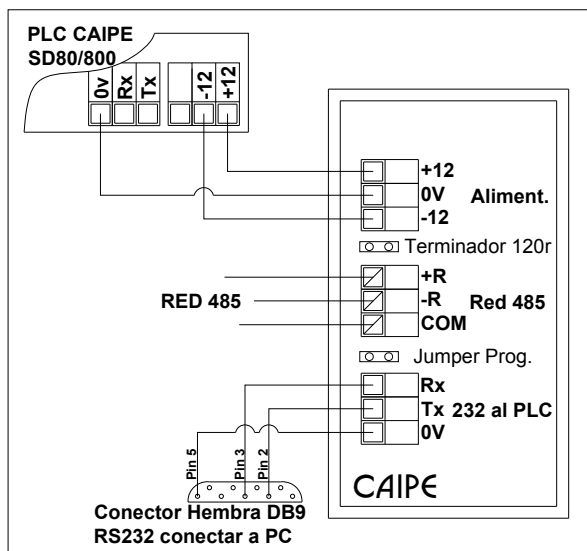 PLC CAIPE
SD80/800
0v
Rx
Tx
-12
+12
+12
0V
Aliment.
-12
Terminador 120r
+R
RED 485
-R
Red 485
COM
Jumper Prog.
Rx
Tx
232 al PLC
0V
Pin 5
Pin 3
Pin 2
CAIPE
Conector Hembra DB9
RS232 conectar a PC